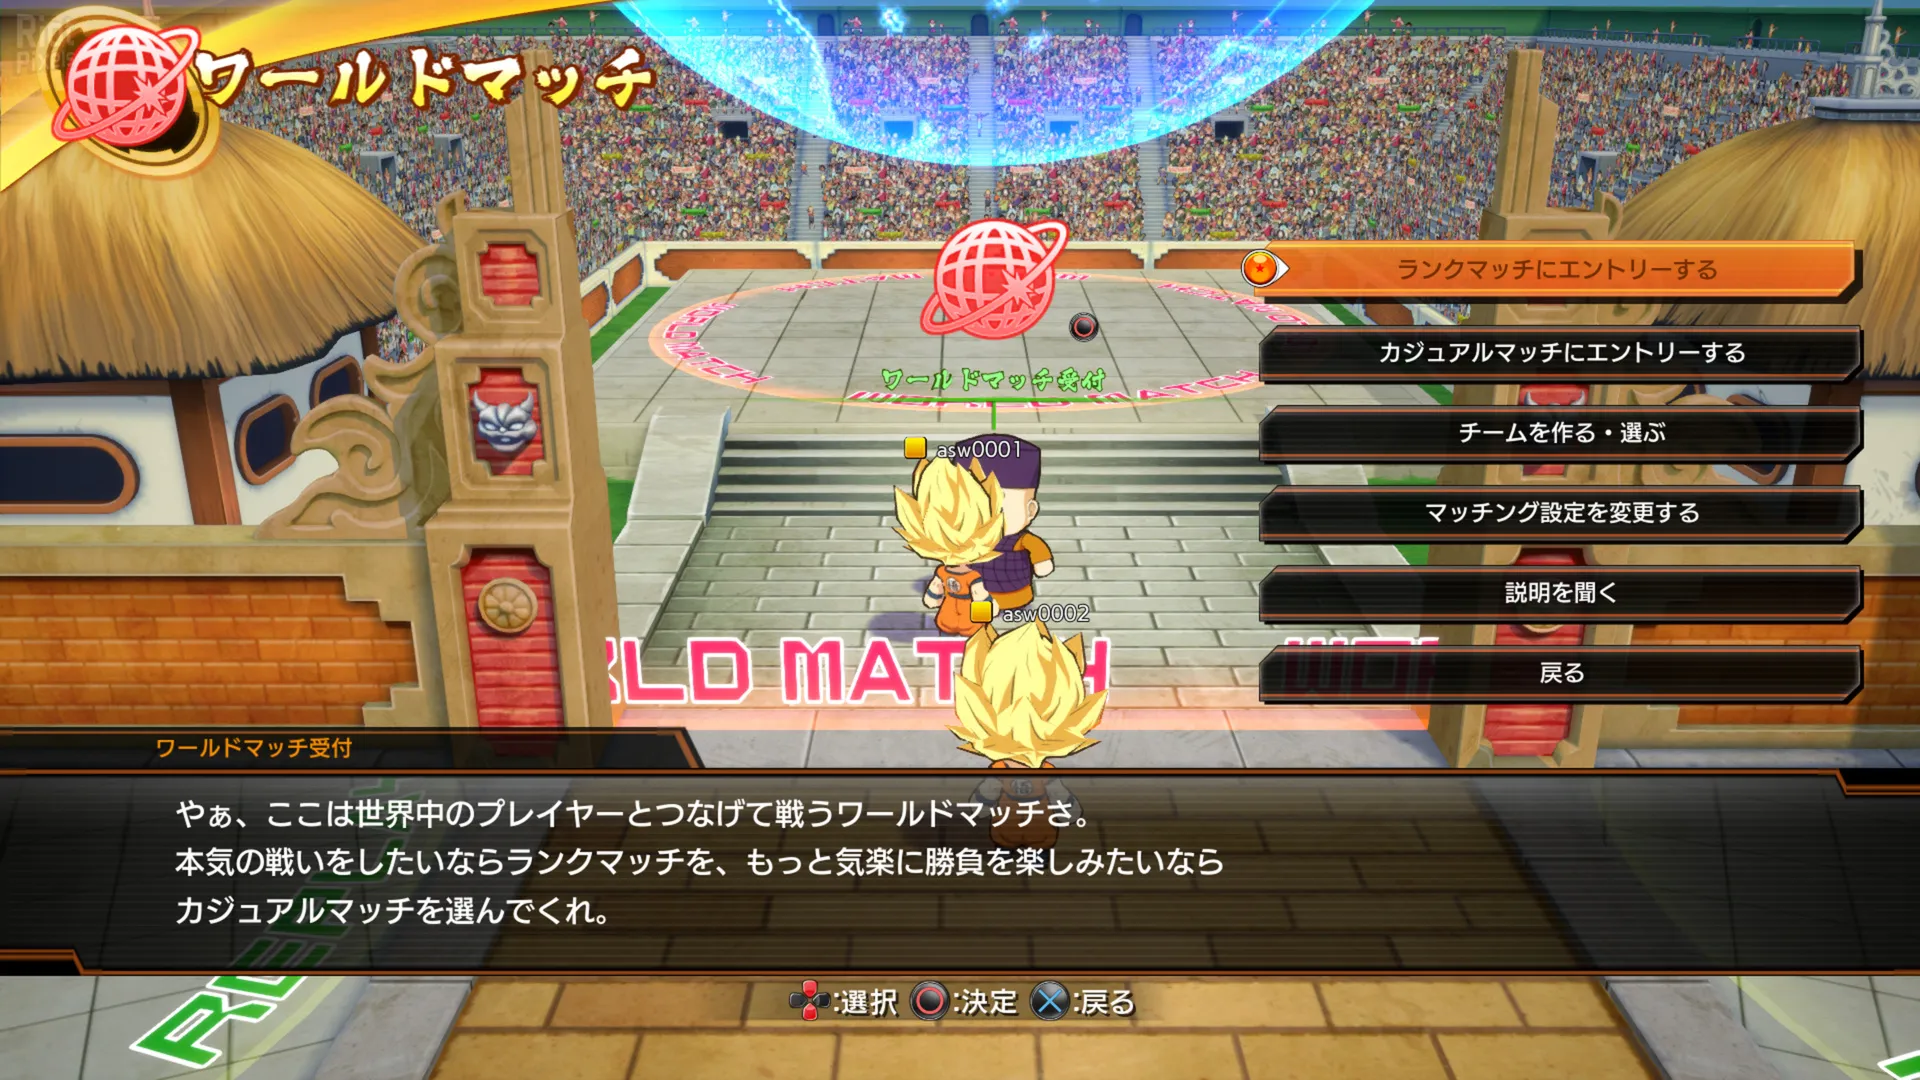 ワールドマッチ
ワールドマッチ受付
WORLD MATCH
asw0001
asw0002
ランクマッチにエントリーする
カジュアルマッチにエントリーする
チームを作る・選ぶ
マッチング設定を変更する
説明を聞く
戻る
ワールドマッチ受付
やぁ、ここは世界中のプレイヤーとつなげて戦うワールドマッチさ。
本気の戦いをしたいならランクマッチを、もっと気楽に勝負を楽しみたいなら
カジュアルマッチを選んでくれ。
:選択 :決定 :戻る